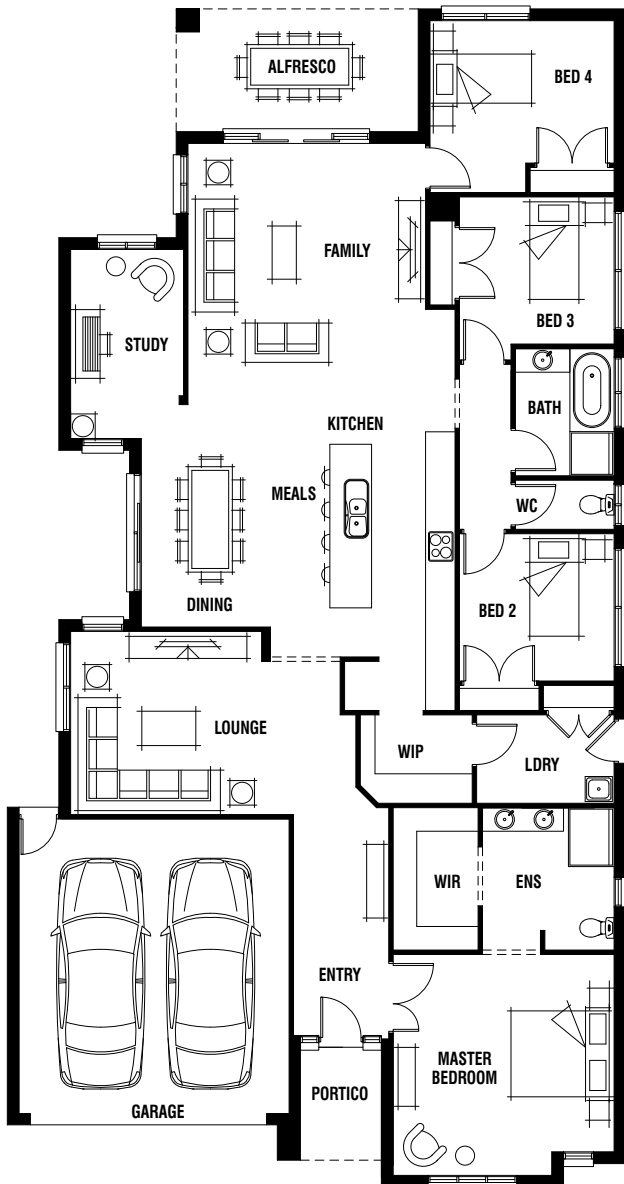 ALFRESCO
BED 4
FAMILY
BED 3
STUDY
BATH
KITCHEN
MEALS
WC
DINING
BED 2
LOUNGE
WIP
LDRY
WIR
ENS
ENTRY
MASTER
BEDROOM
PORTICO
GARAGE